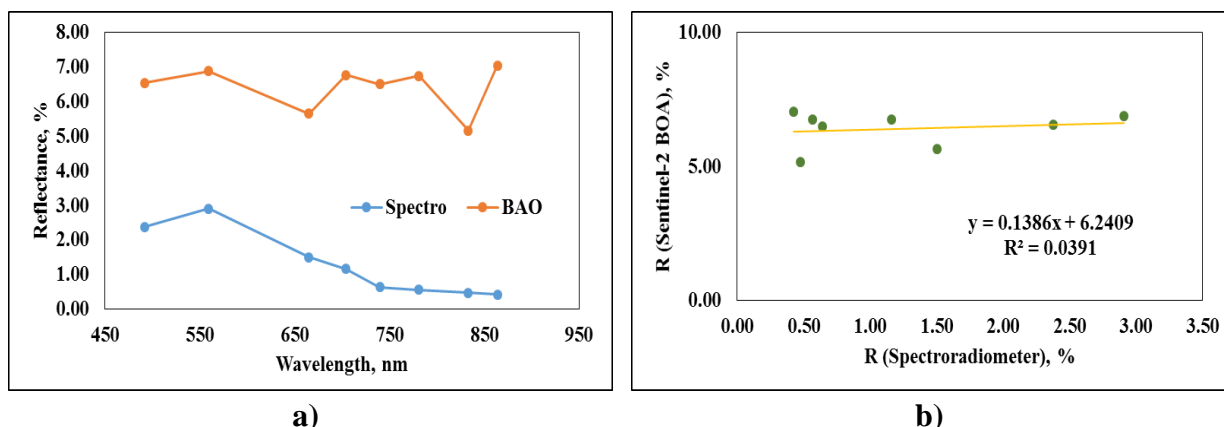 8.00
7.00
6.00
5.00
4.00
3.00
2.00
1.00
0.00
Reflectance, %
Spectro
BAO
450
550
650
750
850
950
Wavelength, nm
a)
10.00
5.00
0.00
R (Sentinel-2 BOA), %
y = 0.1386x + 6.2409
R² = 0.0391
0.00
0.50
1.00
1.50
2.00
2.50
3.00
3.50
R (Spectroradiometer), %
b)